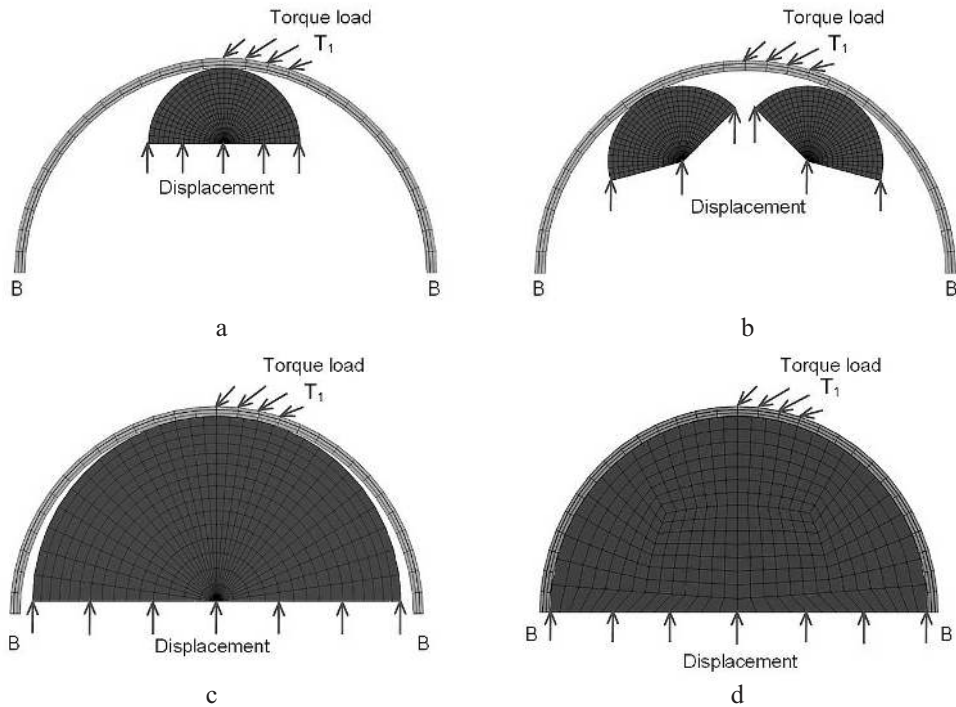 Torque load
T1
Displacement
B B
a
Torque load
T1
Displacement
B B
b
Torque load
T1
Displacement
B B
c
Torque load
T1
B B
Displacement
d